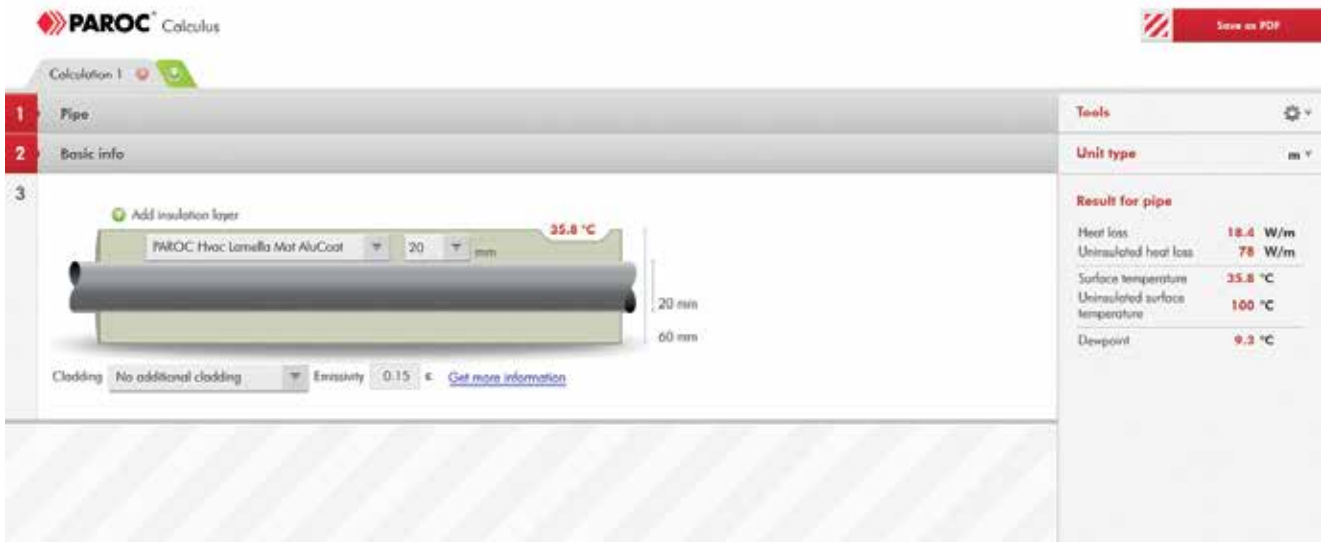 PAROC® Calculus
Save as PDF
Calculation 1
1 Pipe
2 Basic info
3
Add insulation layer
35.8 °C
PAROC Hvac Lamella Mat AluCoat 20 mm
20 mm
60 mm
Cladding No additional cladding Emissivity 0.15 ε Get more information
Tools
Unit type m
Result for pipe
Heat loss 18.4 W/m
Uninsulated heat loss 78 W/m
Surface temperature 35.8 °C
Uninsulated surface
temperature 100 °C
Dewpoint 9.3 °C